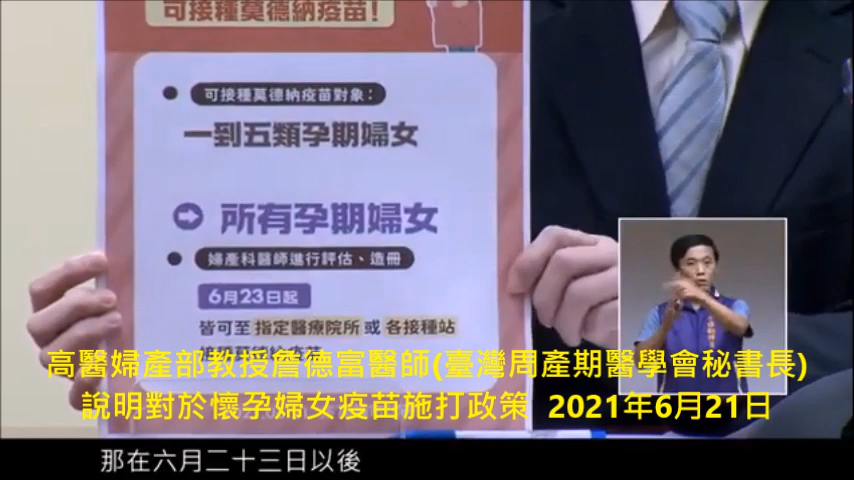 可接種莫德納疫苗!
可接種莫德納疫苗對象:
一到五類孕期婦女
所有孕期婦女
婦產科醫師進行評估、造冊
6月23日起
皆可至 指定醫療院所 或 各接種站
高醫婦產部教授詹德富醫師(臺灣周產期醫學會秘書長)
說明對於懷孕婦女疫苗施打政策 2021年6月21日
那在六月二十三日以後